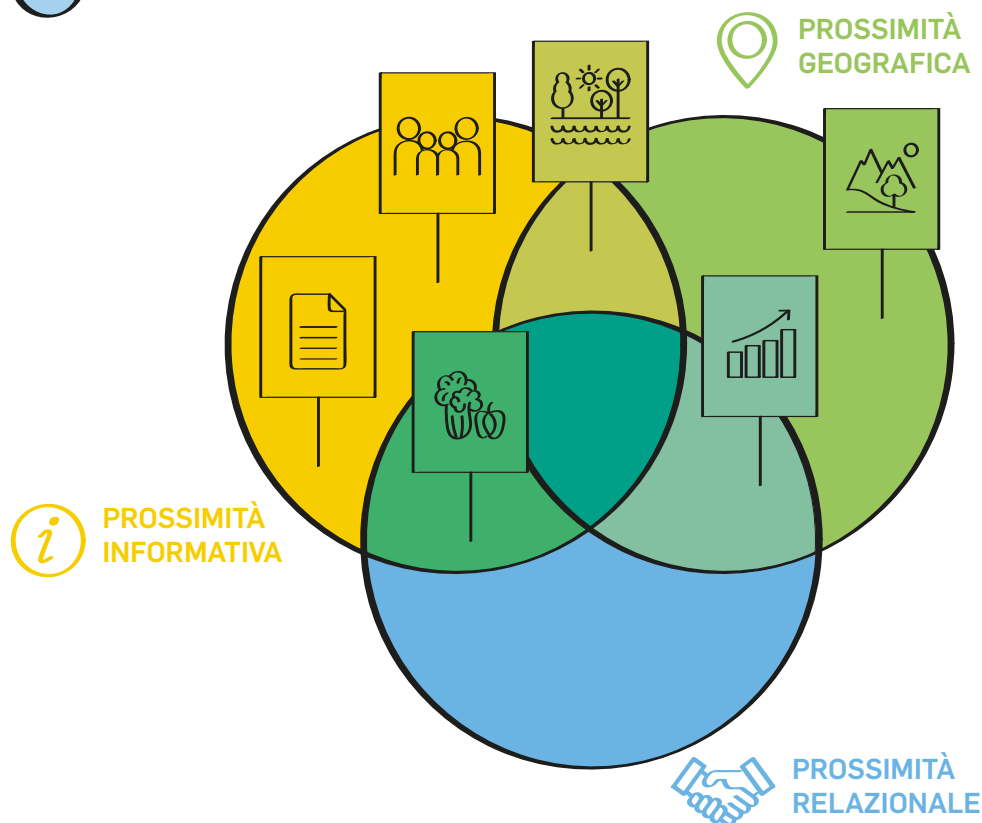 PROSSIMITÀ
GEOGRAFICA
PROSSIMITÀ
INFORMATIVA
PROSSIMITÀ
RELAZIONALE